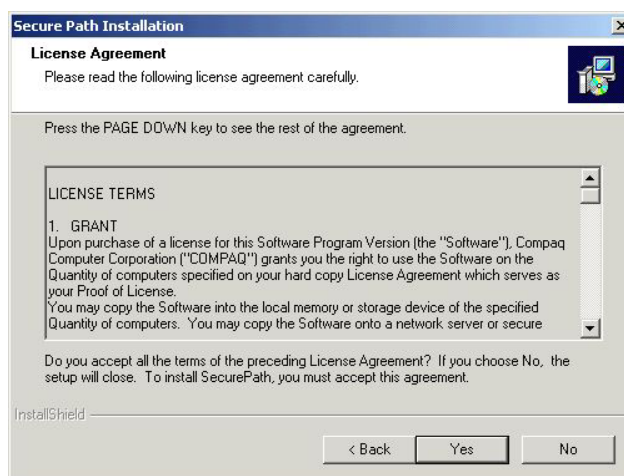 Secure Path Installation
License Agreement
Please read the following license agreement carefully.
Press the PAGE DOWN key to see the rest of the agreement.
LICENSE TERMS
1. GRANT
Upon purchase of a license for this Software Program Version (the "Software"), Compaq
Computer Corporation ("COMPAQ") grants you the right to use the Software on the
Quantity of computers specified on your hard copy License Agreement which serves as
your Proof of License.
You may copy the Software into the local memory or storage device of the specified
Quantity of computers. You may copy the Software onto a network server or secure
Do you accept all the terms of the preceding License Agreement? If you choose No, the
setup will close. To install SecurePath, you must accept this agreement.
InstallShield
< Back Yes No